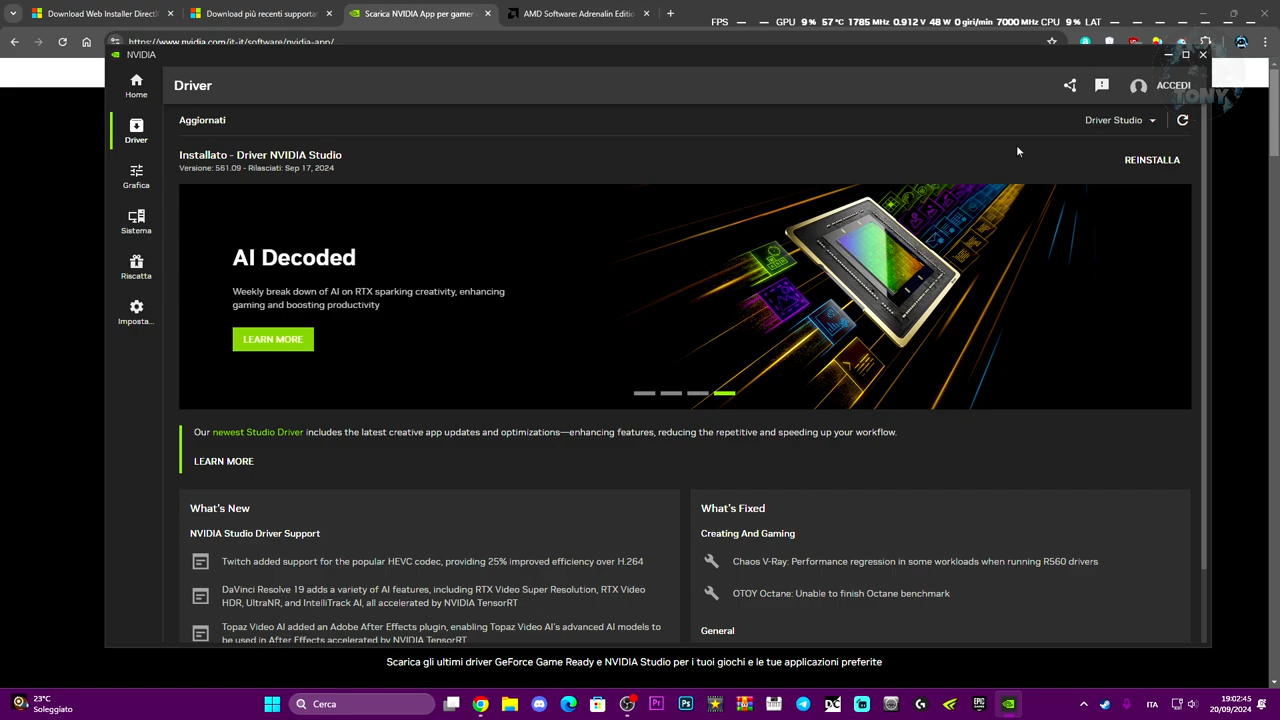 Download Web Installer DirectX
Download più recenti supportat
Scarica NVIDIA App per gamer
AMD Software: Adrenalin Editio
FPS — — GPU 9 % 57 °C 1785 MHz 0.912 V 48 W 0 giri/min 7000 MHz CPU 9 % LAT —
https://www.nvidia.com/it-it/software/nvidia-app/
NVIDIA
Home
Driver
Grafica
Sistema
Riscatta
Imposta...
Driver
ACCEDI
TONY
Aggiornati
Driver Studio
Installato - Driver NVIDIA Studio
Versione: 561.09 - Rilasciati: Sep 17, 2024
REINSTALLA
AI Decoded
Weekly break down of AI on RTX sparking creativity, enhancing
gaming and boosting productivity
LEARN MORE
Our newest Studio Driver includes the latest creative app updates and optimizations—enhancing features, reducing the repetitive and speeding up your workflow.
LEARN MORE
What's New
NVIDIA Studio Driver Support
Twitch added support for the popular HEVC codec, providing 25% improved efficiency over H.264
DaVinci Resolve 19 adds a variety of AI features, including RTX Video Super Resolution, RTX Video
HDR, UltraNR, and IntelliTrack AI, all accelerated by NVIDIA TensorRT
Topaz Video AI added an Adobe After Effects plugin, enabling Topaz Video AI's advanced AI models to
be used in After Effects accelerated by NVIDIA TensorRT
What's Fixed
Creating And Gaming
Chaos V-Ray: Performance regression in some workloads when running R560 drivers
OTOY Octane: Unable to finish Octane benchmark
General
Scarica gli ultimi driver GeForce Game Ready e NVIDIA Studio per i tuoi giochi e le tue applicazioni preferite
23°C
Soleggiato
Cerca
Pr
Ps
DC
EPIC
ITA
19:02:45
20/09/2024